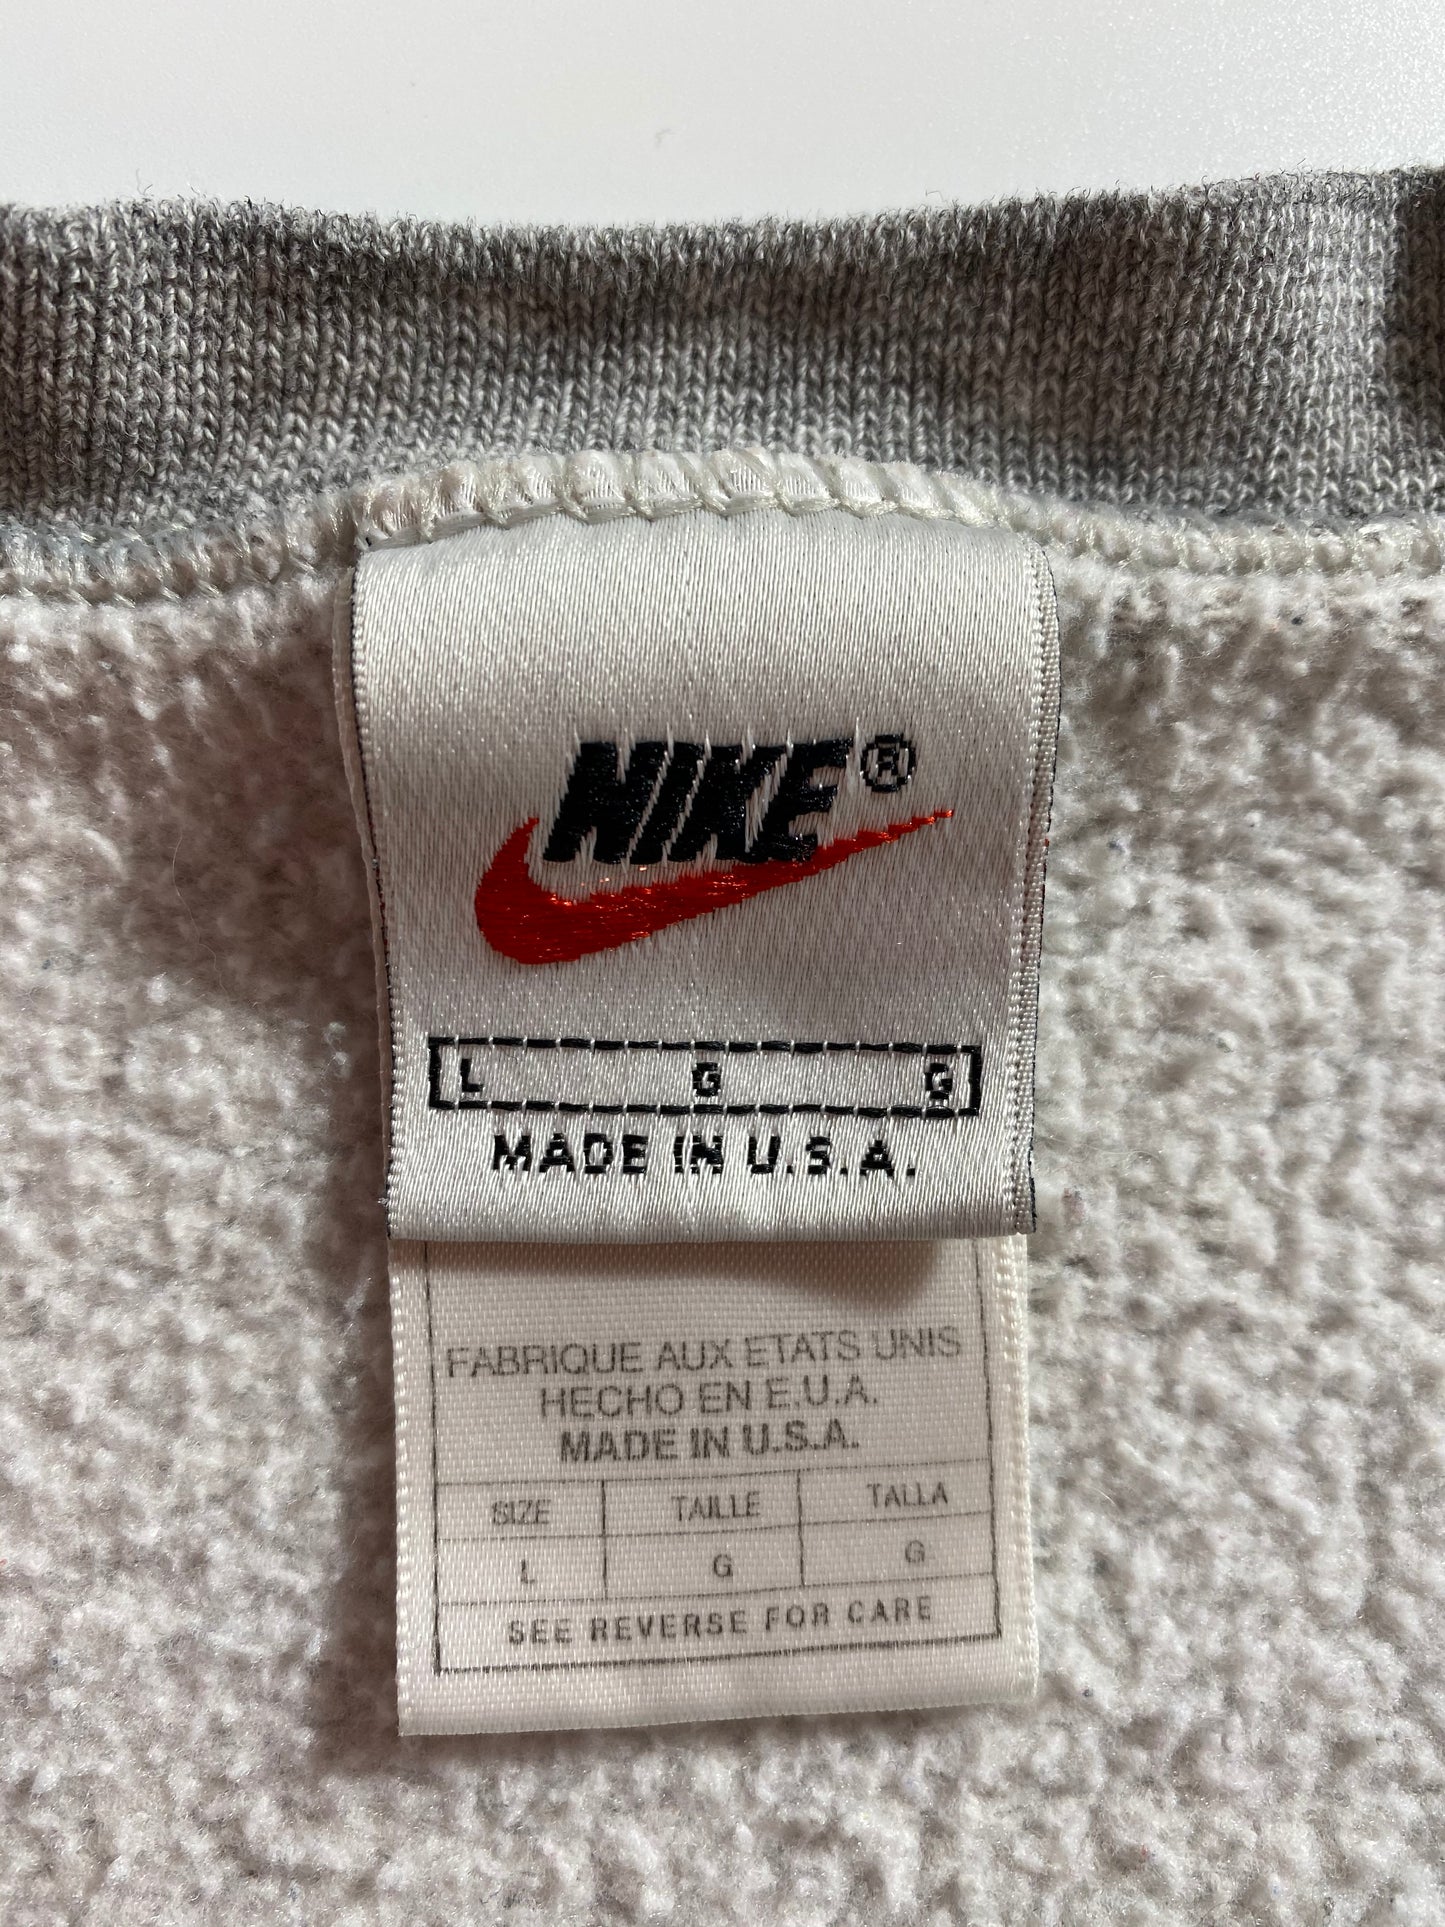 NIKE®
L G G
MADE IN U.S.A.
FABRIQUE AUX ETATS UNIS
HECHO EN E.U.A.
MADE IN U.S.A.
SIZE TAILLE TALLA
L G G
SEE REVERSE FOR CARE